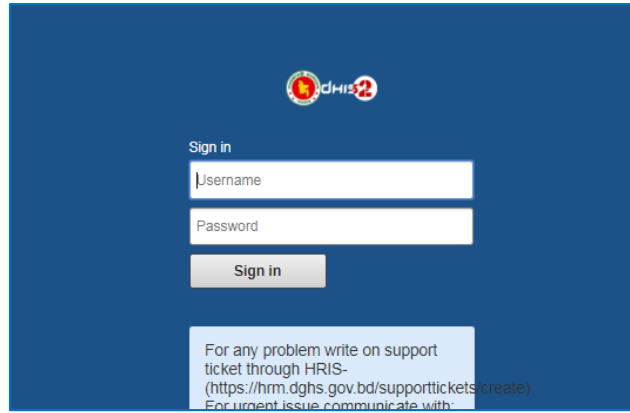 dHIS2
Sign in
Username
Password
Sign in
For any problem write on support
ticket through HRIS-
(https://hrm.dghs.gov.bd/supporttickets/create)
For urgent issue communicate with: